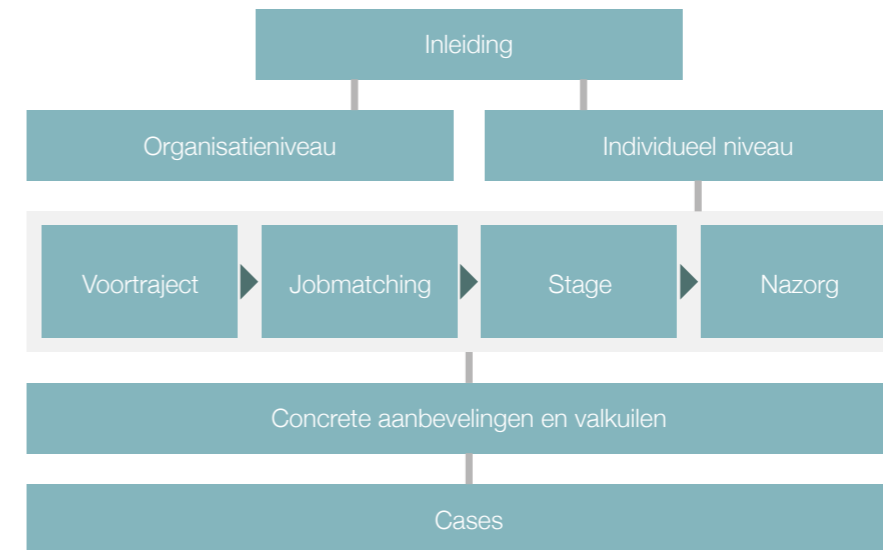 Inleiding
Organisatieniveau
Individueel niveau
Voortraject
Jobmatching
Stage
Nazorg
Concrete aanbevelingen en valkuilen
Cases